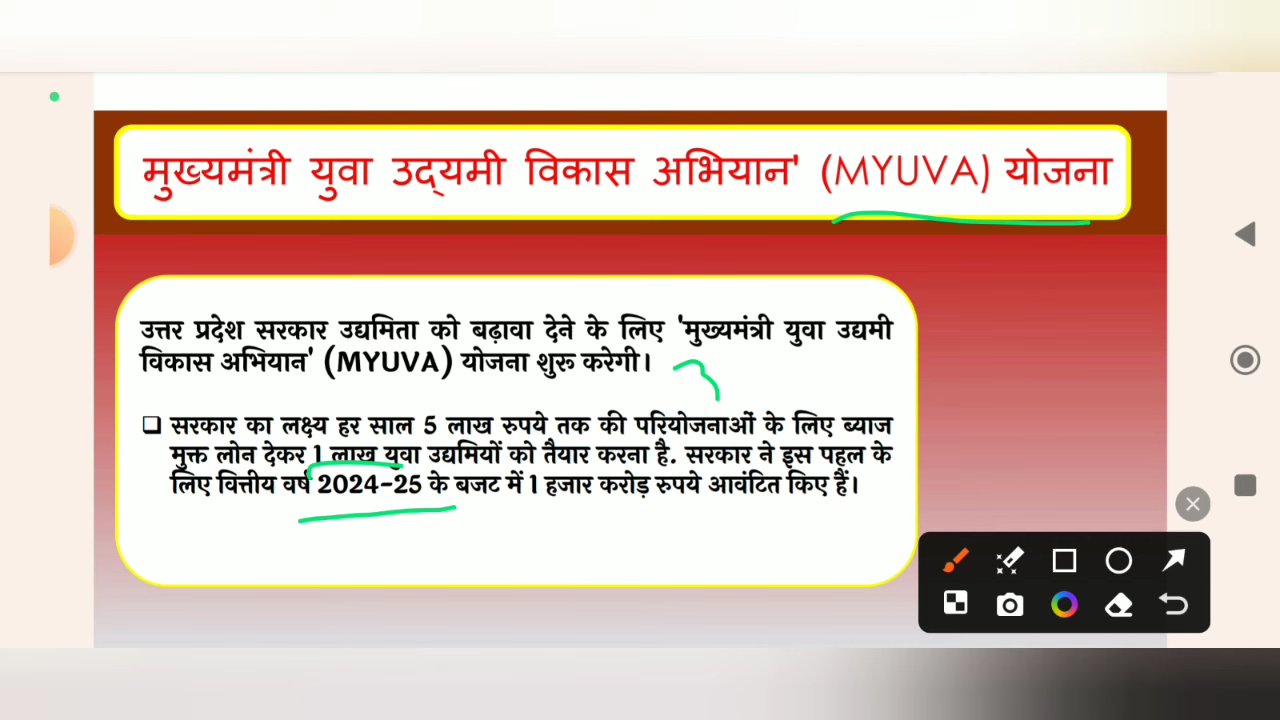 मुख्यमंत्री युवा उद्यमी विकास अभियान' (MYUVA) योजना
उत्तर प्रदेश सरकार उद्यमिता को बढ़ावा देने के लिए 'मुख्यमंत्री युवा उद्यमी
विकास अभियान' (MYUVA) योजना शुरू करेगी।
❑ सरकार का लक्ष्य हर साल 5 लाख रुपये तक की परियोजनाओं के लिए ब्याज
मुक्त लोन देकर 1 लाख युवा उद्यमियों को तैयार करना है. सरकार ने इस पहल के
लिए वित्तीय वर्ष 2024-25 के बजट में 1 हजार करोड़ रुपये आवंटित किए हैं।